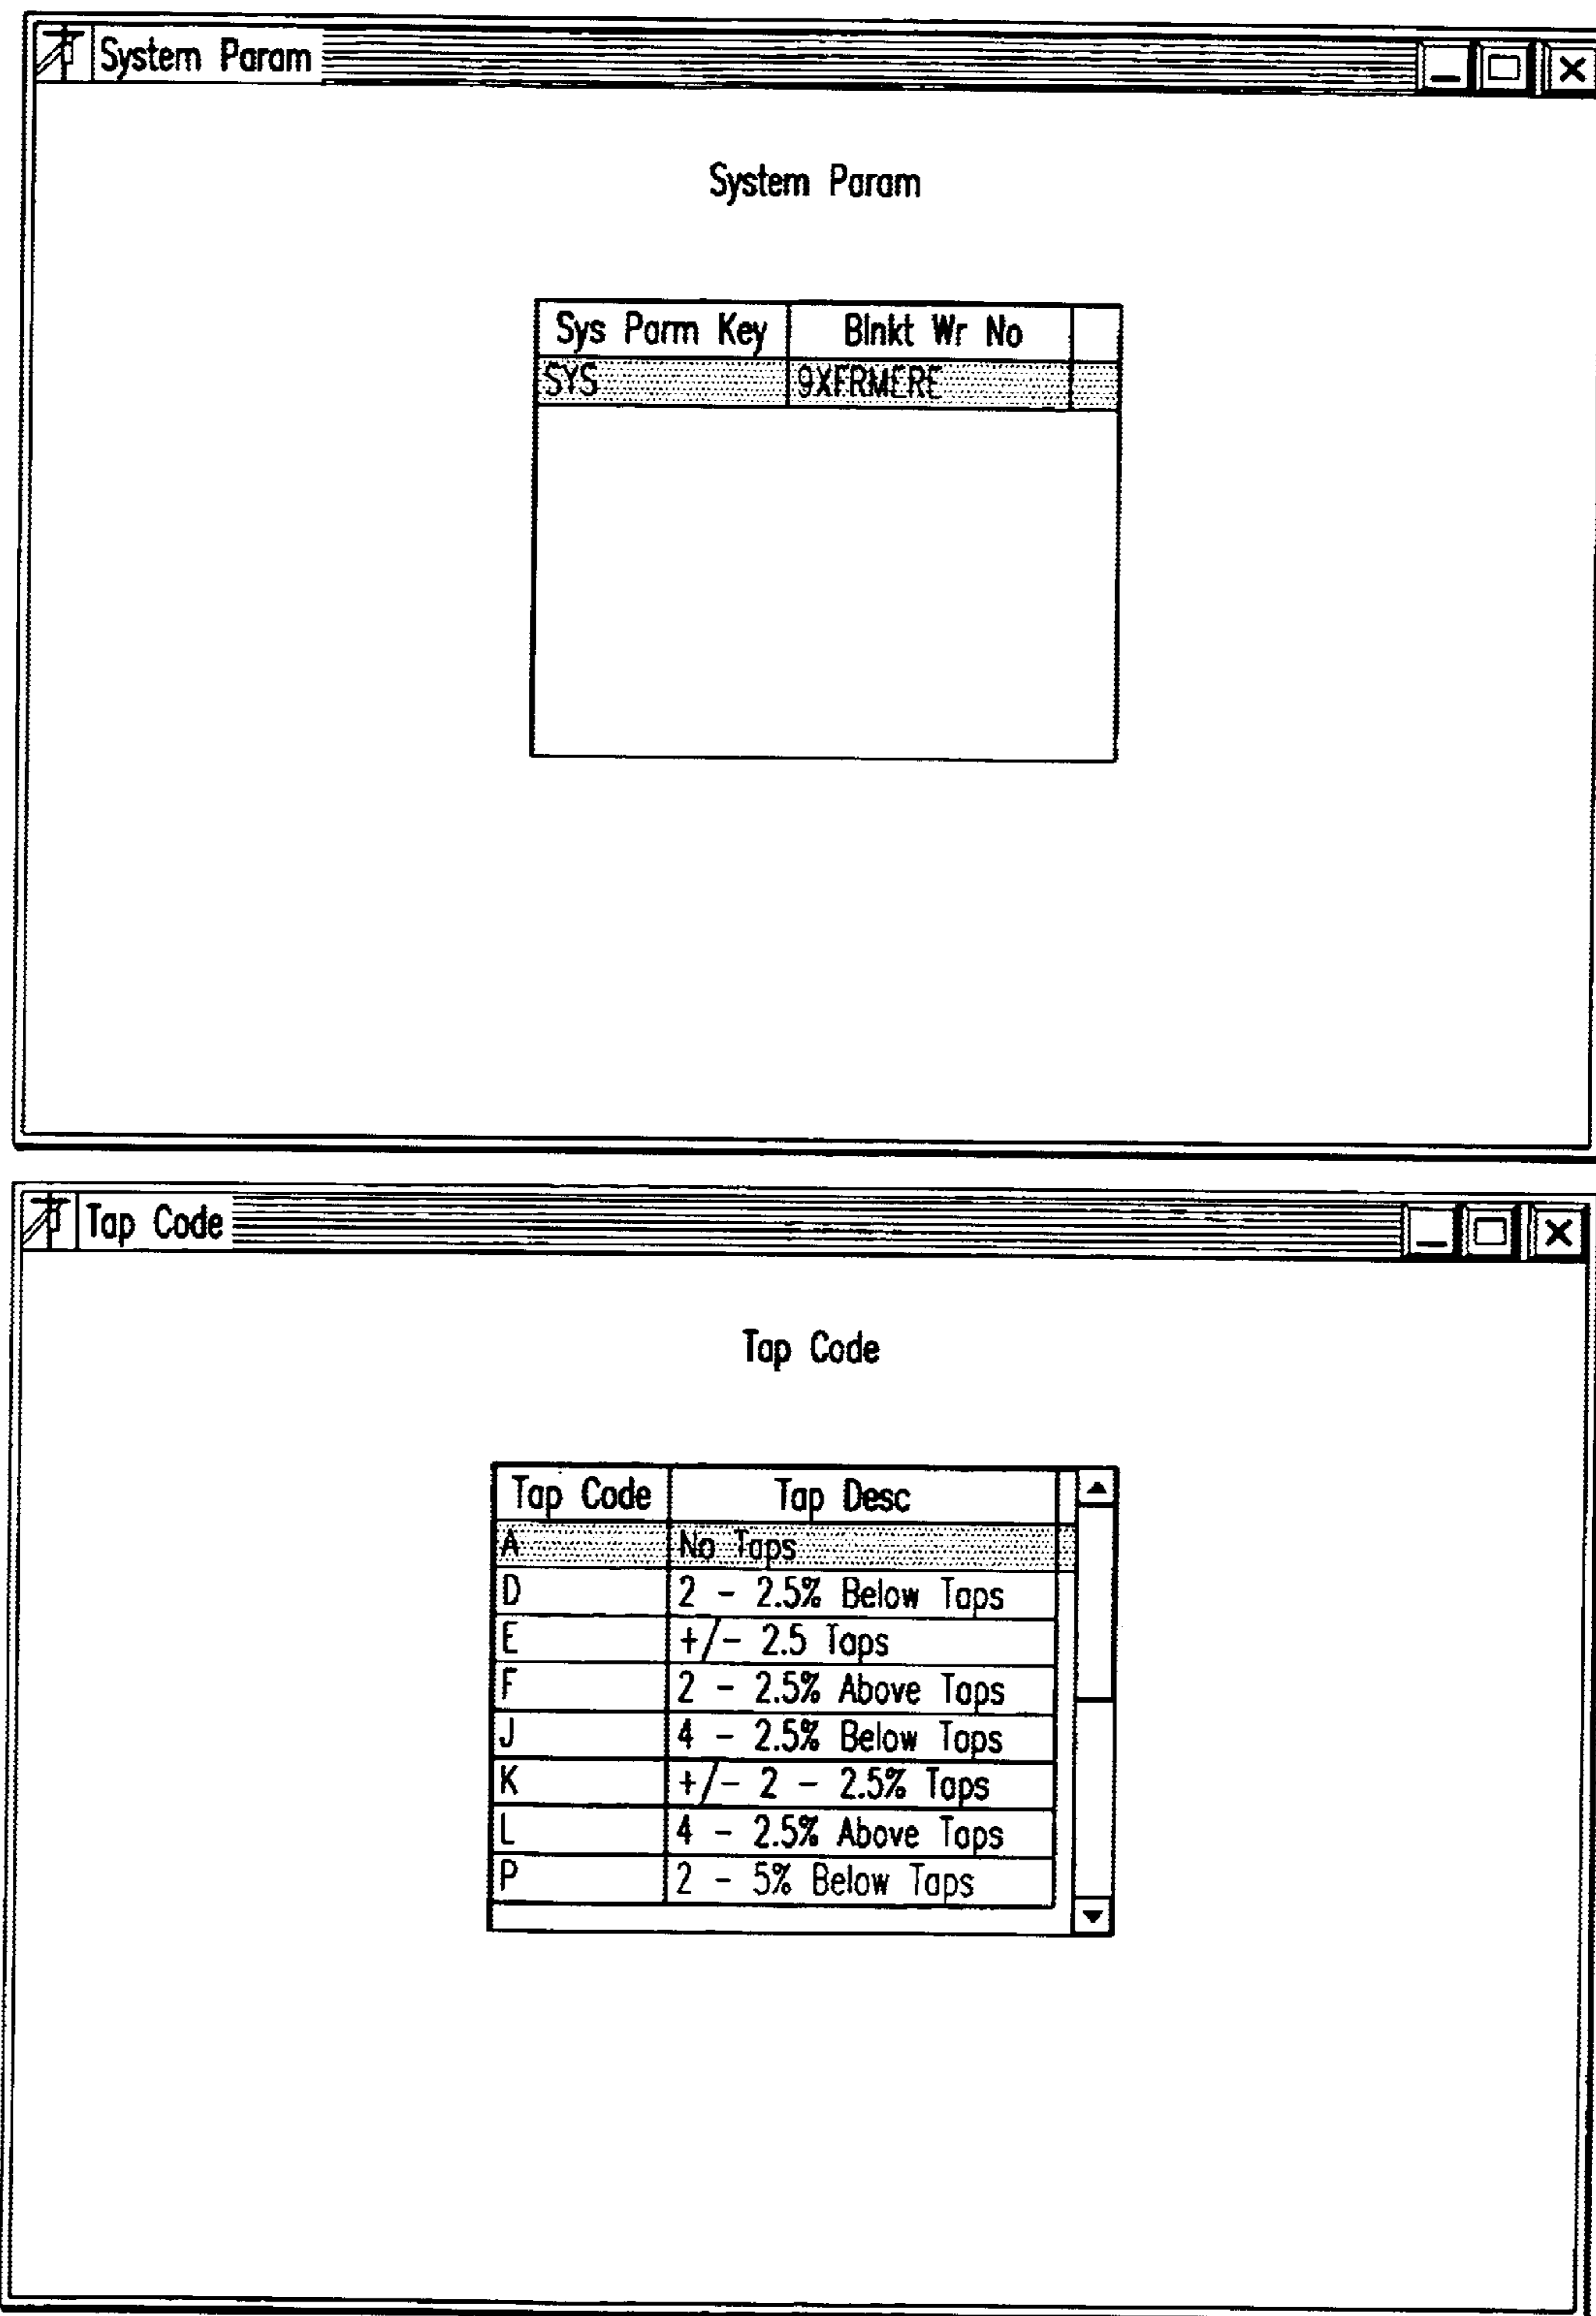 System Param
System Param
Sys Parm Key Blnkt Wr No
SYS 9XFRMERE
Tap Code
Tap Code
Tap Code Tap Desc
A No Taps
D 2 - 2.5% Below Taps
E +/- 2.5 Taps
F 2 - 2.5% Above Taps
J 4 - 2.5% Below Taps
K +/- 2 - 2.5% Taps
L 4 - 2.5% Above Taps
P 2 - 5% Below Taps